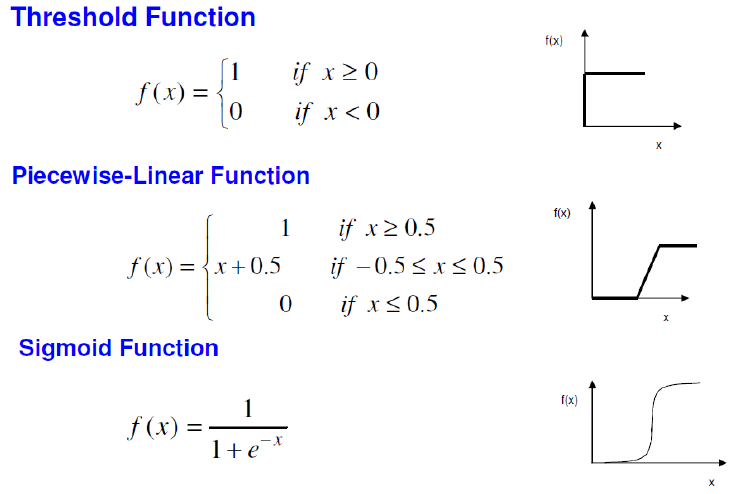 Threshold Function
f(x) = { 1 if x ≥ 0
0 if x < 0
f(x)
x
Piecewise-Linear Function
f(x) = { 1 if x ≥ 0.5
x + 0.5 if −0.5 ≤ x ≤ 0.5
0 if x ≤ 0.5
f(x)
x
Sigmoid Function
f(x) = 1 / (1 + e^{−x})
f(x)
x